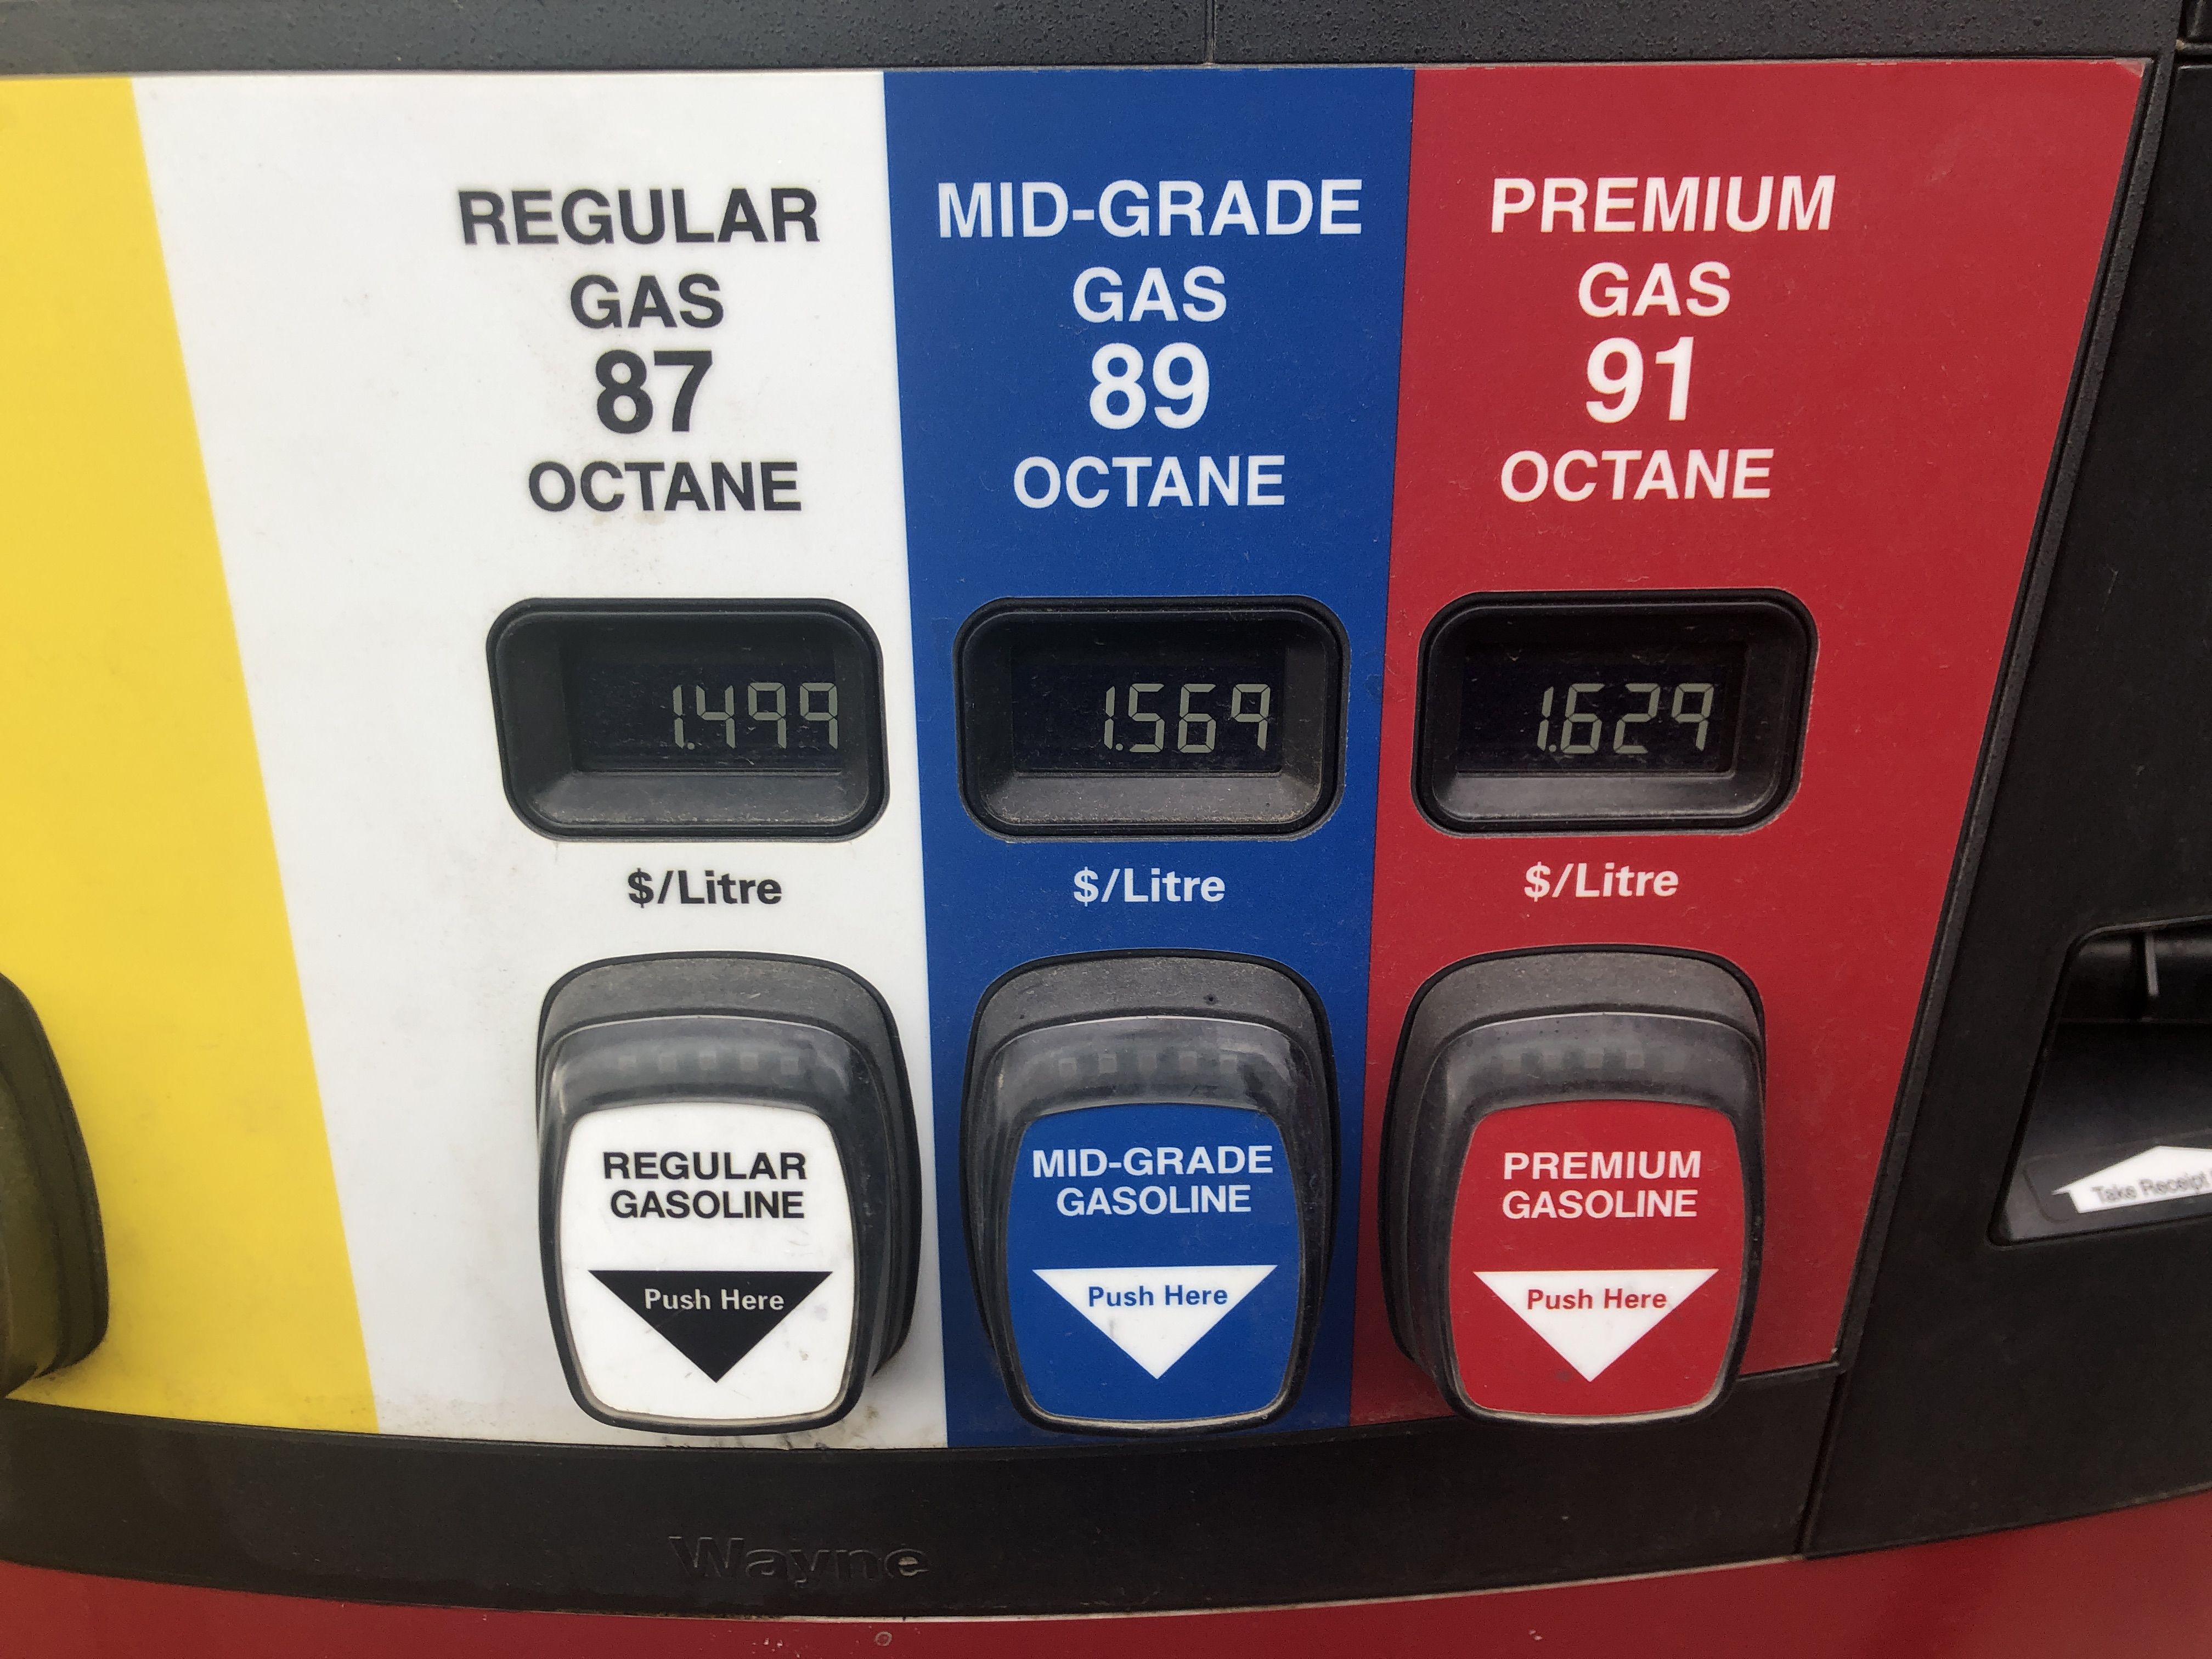 REGULAR
GAS
87
OCTANE
1.499
$/Litre
REGULAR
GASOLINE
Push Here
MID-GRADE
GAS
89
OCTANE
1.569
$/Litre
MID-GRADE
GASOLINE
Push Here
PREMIUM
GAS
91
OCTANE
1.629
$/Litre
PREMIUM
GASOLINE
Push Here
Take Receipt
Wayne